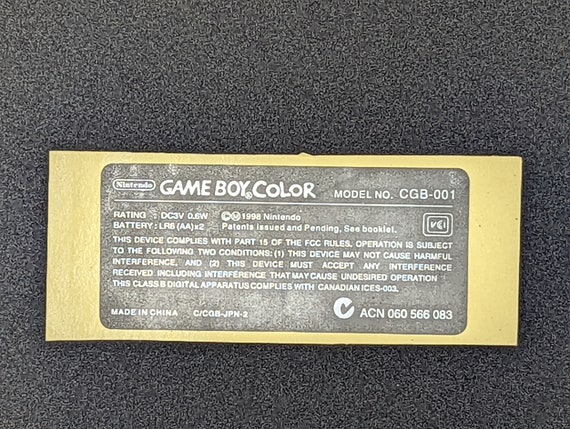 Nintendo GAME BOY COLOR MODEL NO. CGB-001
RATING : DC3V 0.6W ©Ⓜ1998 Nintendo
BATTERY : LR6 (AA)x2 Patents Issued and Pending, See booklet.
VCI
THIS DEVICE COMPLIES WITH PART 15 OF THE FCC RULES. OPERATION IS SUBJECT
TO THE FOLLOWING TWO CONDITIONS: (1) THIS DEVICE MAY NOT CAUSE HARMFUL
INTERFERENCE, AND (2) THIS DEVICE MUST ACCEPT ANY INTERFERENCE
RECEIVED. INCLUDING INTERFERENCE THAT MAY CAUSE UNDESIRED OPERATION
THIS CLASS B DIGITAL APPARATUS COMPLIES WITH CANADIAN ICES-003.
MADE IN CHINA C/CGB-JPN-2 ACN 060 566 083